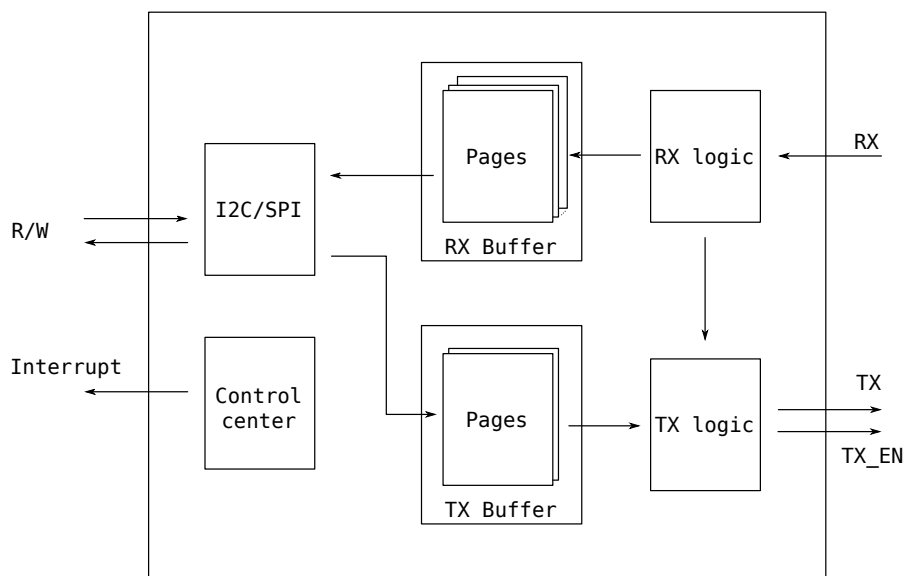 RX
Pages
RX logic
I2C/SPI
R/W
RX Buffer
Interrupt
Control
center
Pages
TX logic
TX
TX_EN
TX Buffer